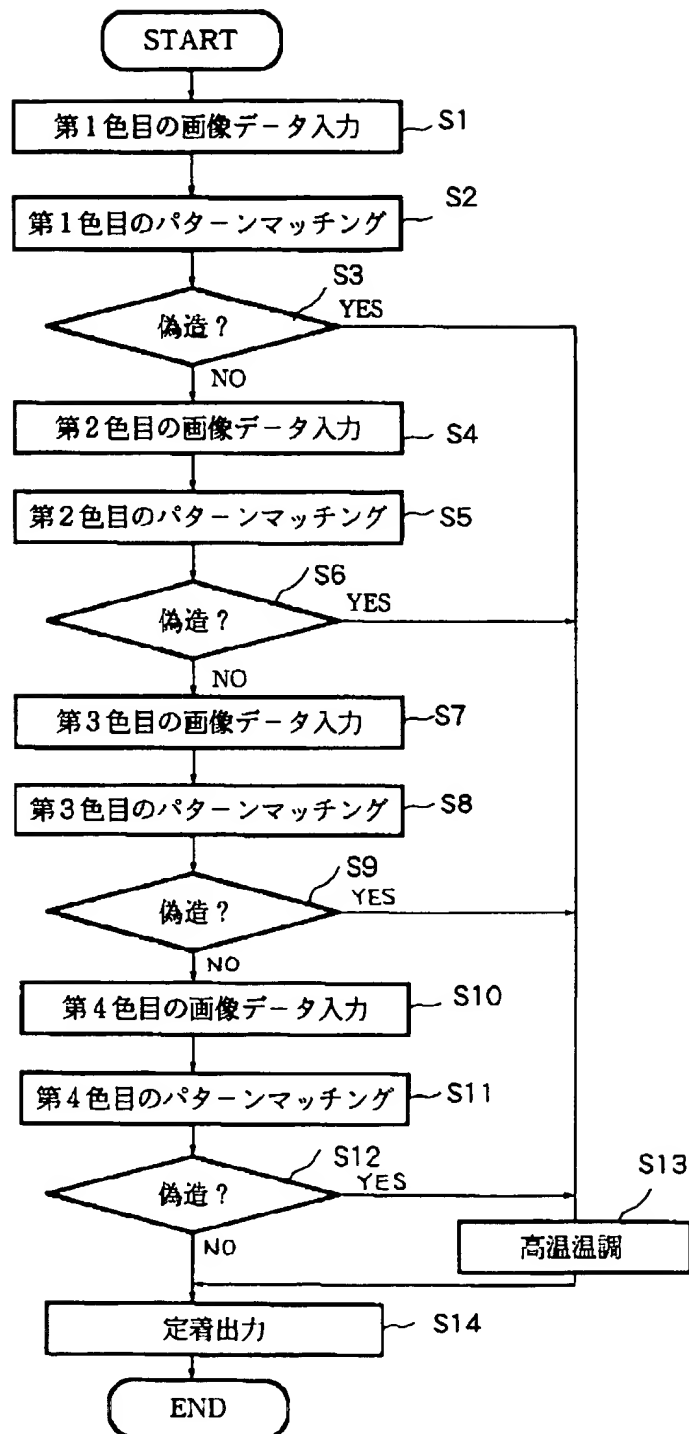 START
第1色目の画像データ入力
S1
第1色目のパターンマッチング
S2
偽造？
S3
YES
NO
第2色目の画像データ入力
S4
第2色目のパターンマッチング
S5
偽造？
S6
YES
NO
第3色目の画像データ入力
S7
第3色目のパターンマッチング
S8
偽造？
S9
YES
NO
第4色目の画像データ入力
S10
第4色目のパターンマッチング
S11
偽造？
S12
YES
NO
高温温調
S13
定着出力
S14
END